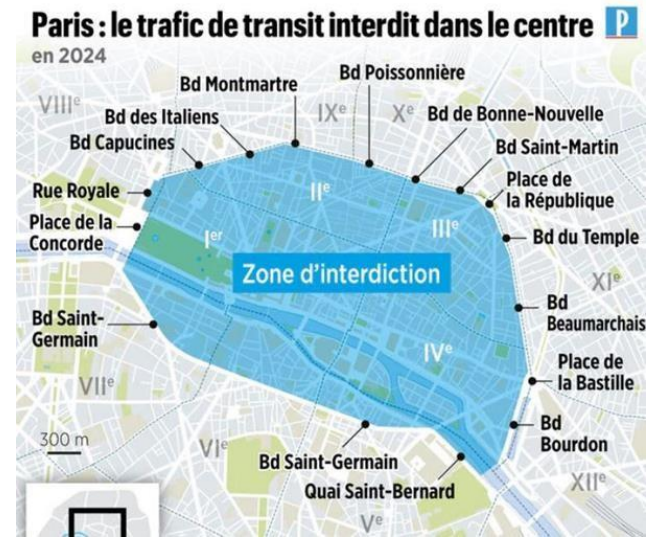 Paris : le trafic de transit interdit dans le centre P
en 2024
Bd Poissonnière
Bd Montmartre
VIIIe
IXe
Xe
Bd des Italiens
Bd de Bonne-Nouvelle
Bd Capucines
Bd Saint-Martin
Rue Royale
IIe
Place de
la République
Place de la
Concorde
Ier
IIIe
Bd du Temple
Zone d'interdiction
XIe
Bd
Beaumarchais
Bd Saint-
Germain
IVe
Place de
la Bastille
VIIe
300 m
VIe
Bd
Bourdon
Bd Saint-Germain
Quai Saint-Bernard
XIIe
Ve